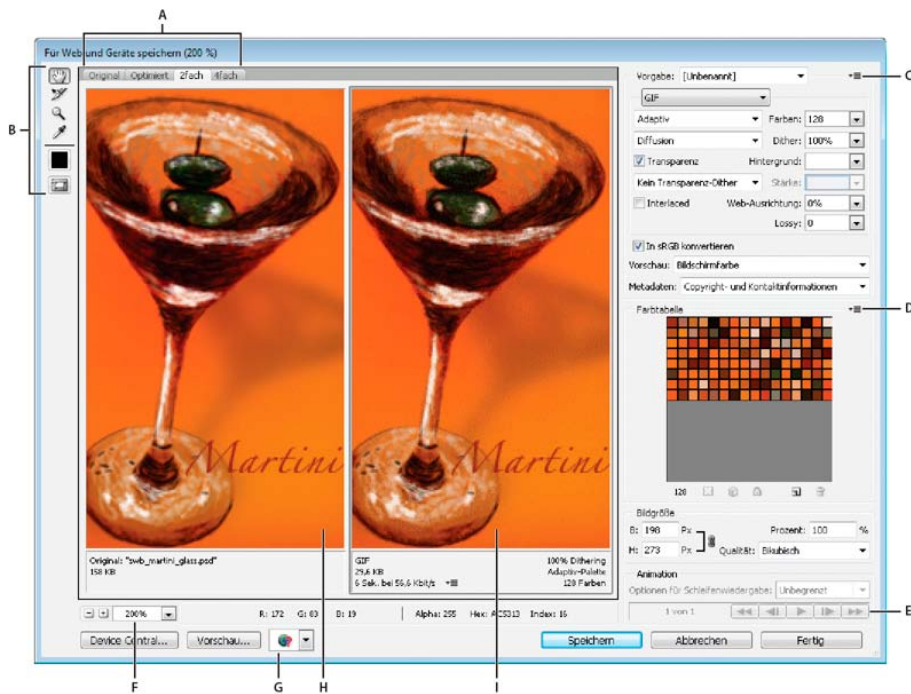 A
Für Web und Geräte speichern (200 %)
B
Original Optimiert 2fach 4fach
Vorgabe: [Unbenannt]
C
GIF
Adaptiv Farben: 128
Diffusion Dither: 100%
Transparenz Hintergrund:
Kein Transparenz-Dither Stärke:
Interlaced Web-Ausrichtung: 0%
Lossy: 0
In sRGB konvertieren
Vorschau: Bildschirmfarbe
Metadaten: Copyright- und Kontaktinformationen
Farbtabelle
D
Martini
Martini
128
Bildgröße
B: 198 Px Prozent: 100 %
H: 273 Px Qualität: Bikubisch
Original: "swb_martini_glass.psd"
158 KB
GIF 100% Dithering
29,6 KB Adaptiv-Palette
6 Sek. bei 56,6 Kbit/s 128 Farben
Animation
Optionen für Schleifenwiedergabe: Unbegrenzt
1 von 1
E
200% R: 172 G: 83 B: 19 Alpha: 255 Hex: AC5313 Index: 16
Device Central... Vorschau... Speichern Abbrechen Fertig
F G H I